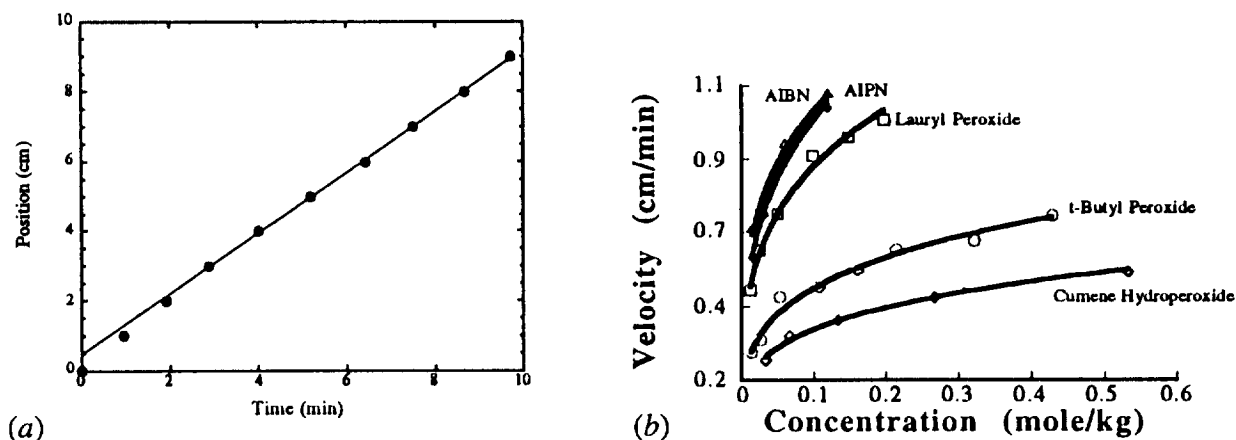 10
8
6
4
2
0
Position (cm)
0 2 4 6 8 10
Time (min)
(a)
1.1
0.9
0.7
0.4
0.2
Velocity (cm/min)
AIBN AIPN
Lauryl Peroxide
t-Butyl Peroxide
Cumene Hydroperoxide
0 0.1 0.2 0.3 0.4 0.5 0.6
Concentration (mole/kg)
(b)